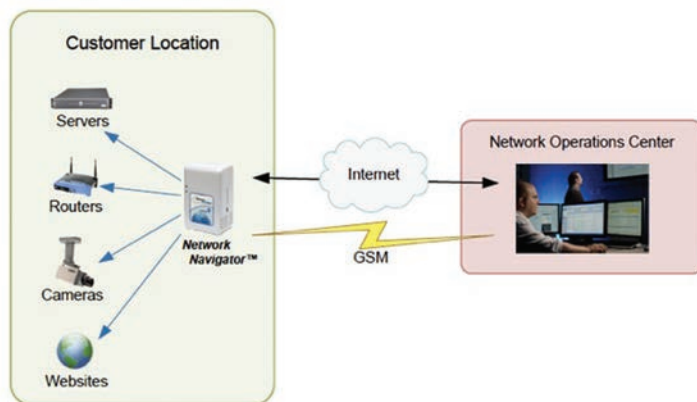 Customer Location
Servers
Routers
Cameras
Websites
Network
Navigator™
Internet
GSM
Network Operations Center